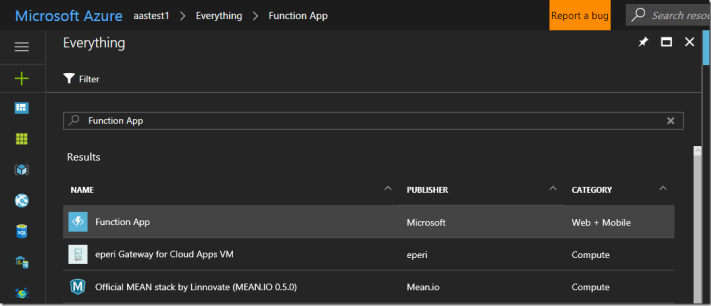 Microsoft Azure aastest1 > Everything > Function App Report a bug Search resou
Everything
Filter
Function App
Results
NAME PUBLISHER CATEGORY
Function App Microsoft Web + Mobile
eperi Gateway for Cloud Apps VM eperi Compute
Official MEAN stack by Linnovate (MEAN.IO 0.5.0) Mean.io Compute
SQL